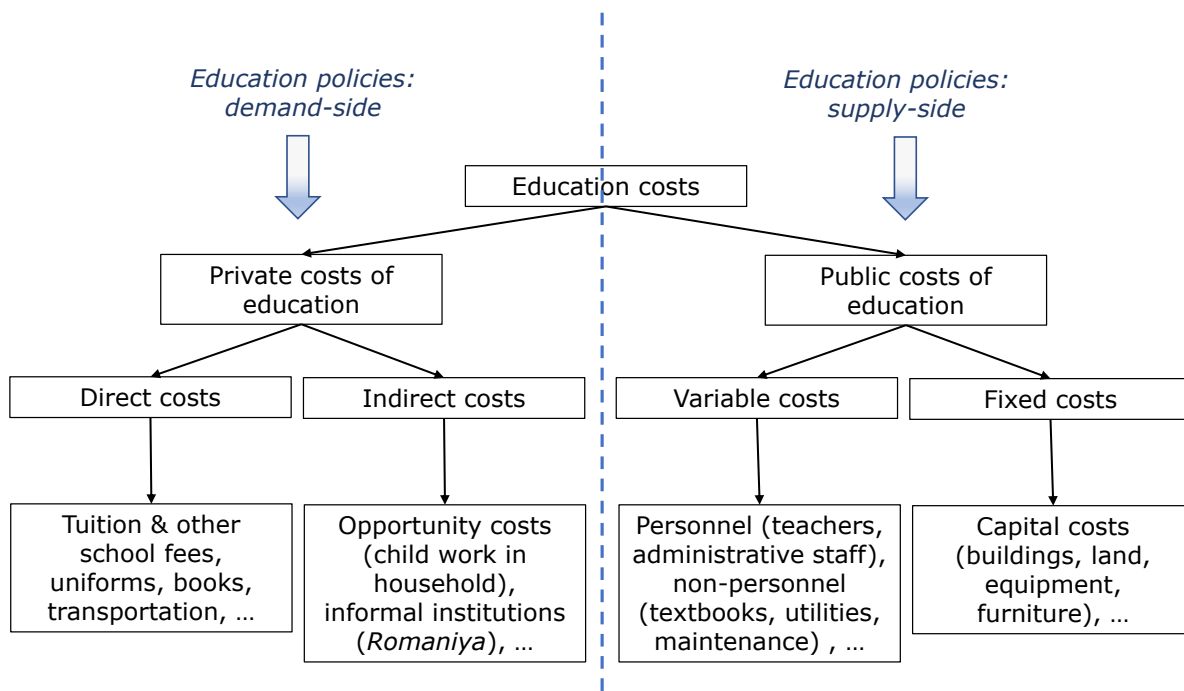 Education policies:
demand-side
Education policies:
supply-side
Education costs
Private costs of
education
Public costs of
education
Direct costs
Indirect costs
Variable costs
Fixed costs
Tuition & other
school fees,
uniforms, books,
transportation, …
Opportunity costs
(child work in
household),
informal institutions
(Romaniya), …
Personnel (teachers,
administrative staff),
non-personnel
(textbooks, utilities,
maintenance) , …
Capital costs
(buildings, land,
equipment,
furniture), …